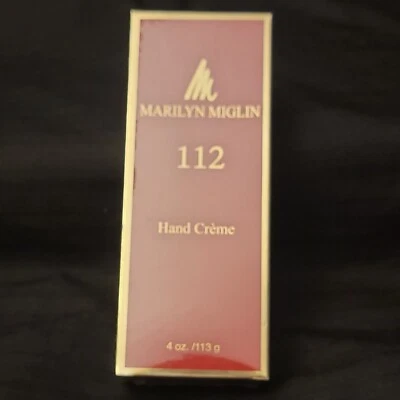 M
MARILYN MIGLIN
112
Hand Crème
4 oz. /113 g